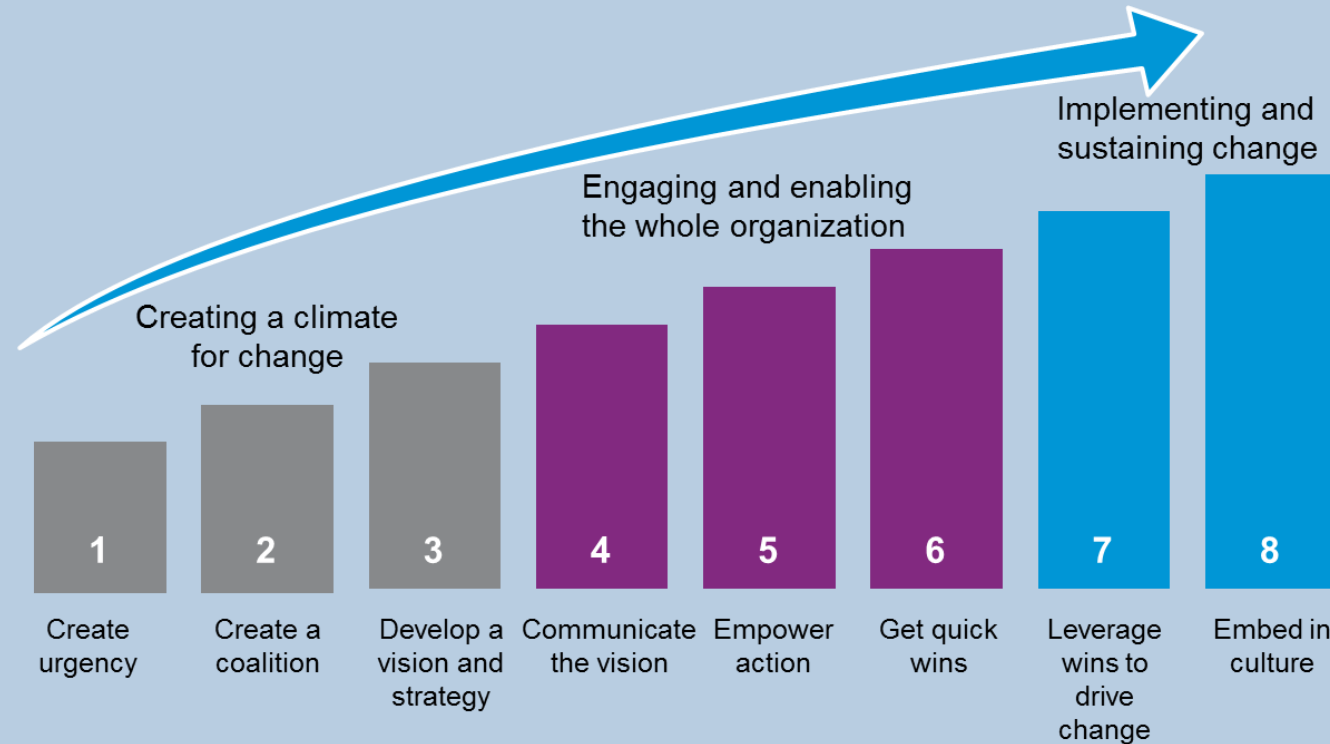 Implementing and
sustaining change
Engaging and enabling
the whole organization
Creating a climate
for change
1
2
3
4
5
6
7
8
Create
urgency
Create a
coalition
Develop a
vision and
strategy
Communicate
the vision
Empower
action
Get quick
wins
Leverage
wins to
drive
change
Embed in
culture